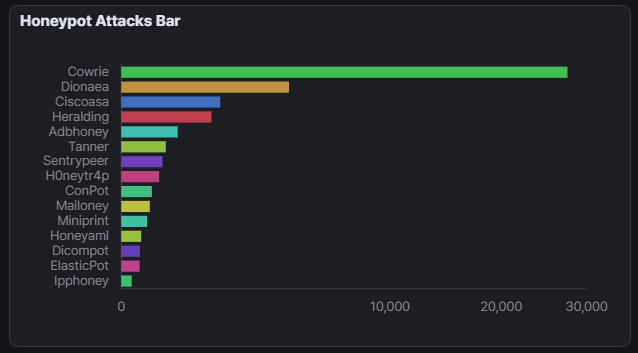 Honeypot Attacks Bar
Cowrie
Dionaea
Ciscoasa
Heralding
Adbhoney
Tanner
Sentrypeer
H0neytr4p
ConPot
Mailoney
Miniprint
Honeyaml
Dicompot
ElasticPot
Ipphoney
0 10,000 20,000 30,000